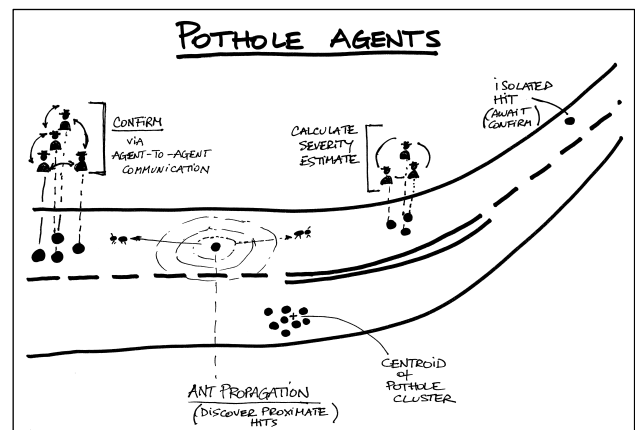 POTHOLE AGENTS
CONFIRM
VIA
AGENT-TO-AGENT
COMMUNICATION
CALCULATE
SEVERITY
ESTIMATE
ISOLATED
HIT
(AWAIT
CONFIRM)
ANT PROPAGATION
(DISCOVER PROXIMATE
HITS)
CENTROID
of
POTHOLE
CLUSTER